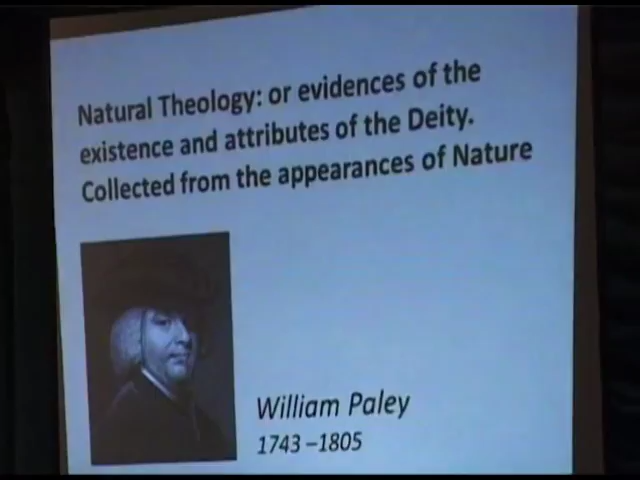 Natural Theology: or evidences of the
existence and attributes of the Deity.
Collected from the appearances of Nature
William Paley
1743 –1805